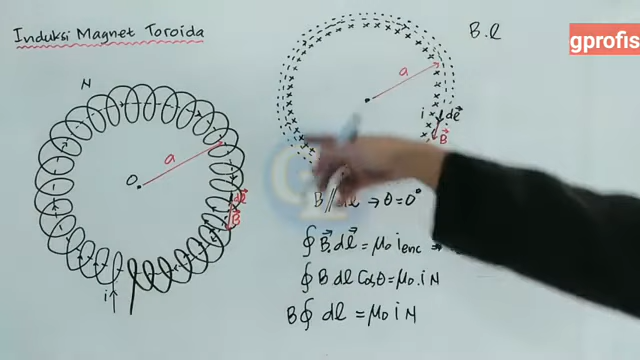 Induksi Magnet Toroida
N
a
O
dl⃗
B⃗
i
B.l
gprofis
a
i
dl⃗
B⃗
B // dl → θ = 0°
∮ B⃗.dl⃗ = μ₀ i enc →
∮ B dl Cos θ = μ₀. i N
B ∮ dl = μ₀ i N